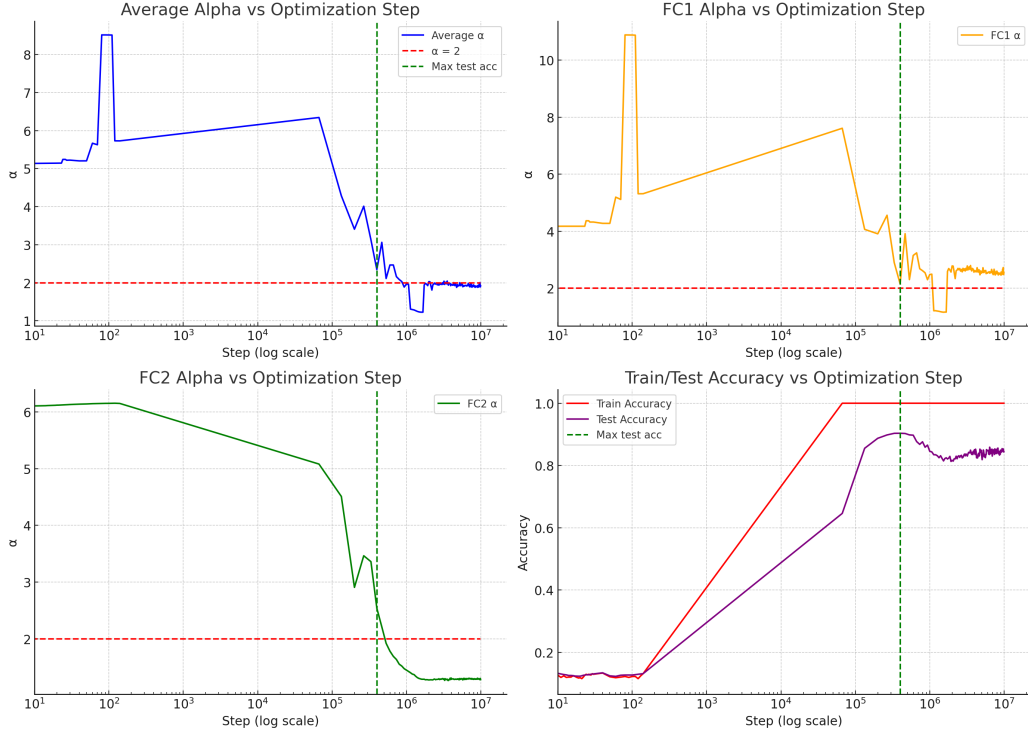 Average Alpha vs Optimization Step
α
8
7
6
5
4
3
2
1
Average α
α = 2
Max test acc
10¹ 10² 10³ 10⁴ 10⁵ 10⁶ 10⁷
Step (log scale)
FC1 Alpha vs Optimization Step
α
10
8
6
4
2
FC1 α
10¹ 10² 10³ 10⁴ 10⁵ 10⁶ 10⁷
Step (log scale)
FC2 Alpha vs Optimization Step
α
6
5
4
3
2
FC2 α
10¹ 10² 10³ 10⁴ 10⁵ 10⁶ 10⁷
Step (log scale)
Train/Test Accuracy vs Optimization Step
Accuracy
1.0
0.8
0.6
0.4
0.2
Train Accuracy
Test Accuracy
Max test acc
10¹ 10² 10³ 10⁴ 10⁵ 10⁶ 10⁷
Step (log scale)